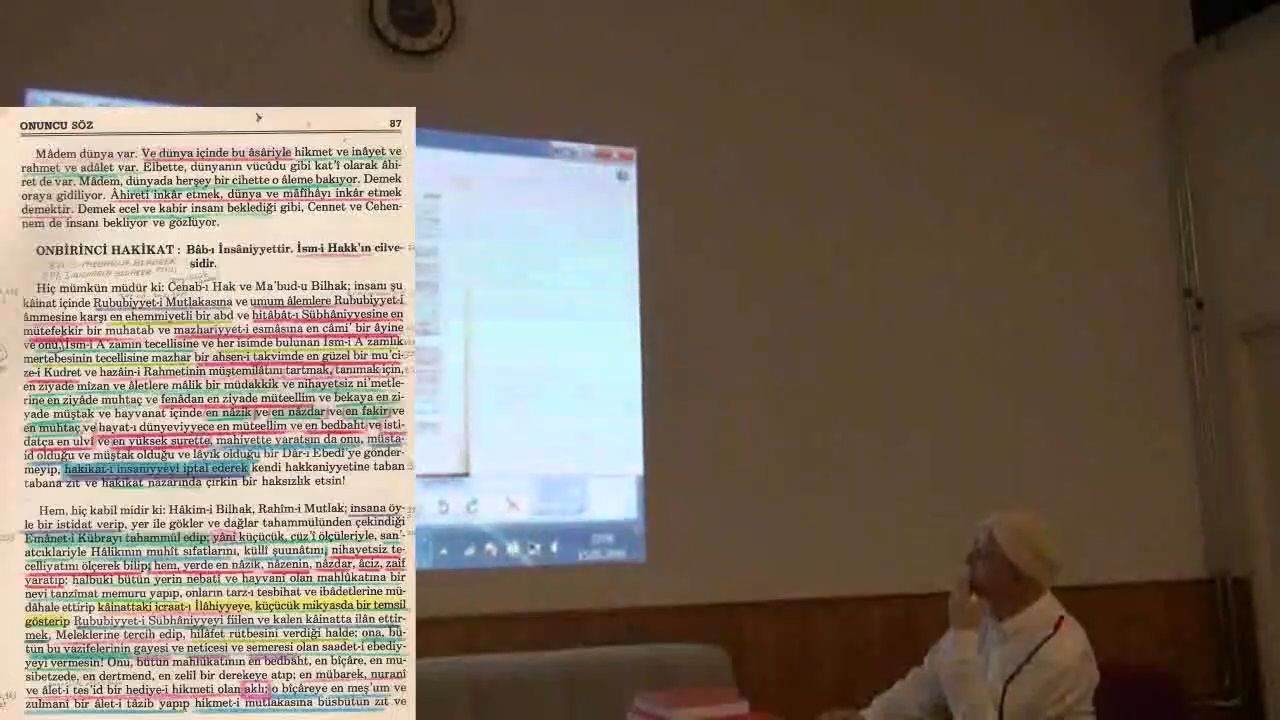 ONUNCU SÖZ 87
Mâdem dünya var. Ve dünya içinde bu âsâriyle hikmet ve inâyet ve
rahmet ve adâlet var. Elbette, dünyanın vücûdu gibi kat'î olarak âhi-
ret de var. Mâdem, dünyada herşey bir cihette o âleme bakıyor. Demek
oraya gidiliyor. Âhireti inkâr etmek, dünya ve mâfîhâyı inkâr etmek
demektir. Demek ecel ve kabir insanı beklediği gibi, Cennet ve Cehen-
nem de insanı bekliyor ve gözlüyor.
ONBİRİNCİ HAKİKAT : Bâb-ı İnsâniyyettir. İsm-i Hakk'ın cilve-
sidir.
Hiç mümkün müdür ki: Cenab-ı Hak ve Ma'bud-u Bilhak; insanı şu
kâinat içinde Rububiyyet-i Mutlakasına ve umum âlemlere Rububiyyet-i
âmmesine karşı en ehemmiyetli bir abd ve hitâbât-ı Sübhâniyyesine en
mütefekkir bir muhatab ve mazhariyyet-i esmâsına en câmi' bir âyine
ve onu, İsm-i A'zamın tecellisine ve her isimde bulunan İsm-i A'zamlık
mertebesinin tecellisine mazhar bir ahsen-i takvimde en güzel bir mu'ci-
ze-i Kudret ve hazâin-i Rahmetinin müştemilâtını tartmak, tanımak için,
en ziyade mizan ve âletlere mâlik bir müdakkik ve nihayetsiz ni'metle-
rine en ziyâde muhtaç ve fenâdan en ziyade müteellim ve bekaya en zi-
yade müştak ve hayvanat içinde en nâzik ve en nâzdar ve en fakir ve
en muhtaç ve hayat-ı dünyeviyyece en müteellim ve en bedbaht ve isti-
datça en ulvî ve en yüksek surette, mahiyette yaratsın da onu, müsta-
id olduğu ve müştak olduğu ve lâyık olduğu bir Dâr-ı Ebedî'ye gönder-
meyip, hakikat-i insaniyyeyi iptal ederek kendi hakkaniyyetine taban
tabana zıt ve hakikat nazarında çirkin bir haksızlık etsin!
Hem, hiç kabil midir ki: Hâkim-i Bilhak, Rahîm-i Mutlak; insana öy-
le bir istidat verip, yer ile gökler ve dağlar tahammülünden çekindiği
Emânet-i Kübrayı tahammül edip; yâni küçücük, cüz'î ölçüleriyle, san'-
atcıklariyle Hâlikının muhît sıfatlarını, küllî şuunâtını, nihayetsiz te-
celliyatını ölçerek bilip; hem, yerde en nâzik, nâzenin, nâzdar, âciz, zaîf
yaratıp; halbuki bütün yerin nebatî ve hayvanî olan mahlûkatına bir
nevi tanzîmat memuru yapıp, onların tarz-ı tesbihat ve ibâdetlerine mü-
dâhale ettirip kâinattaki icraat-ı İlâhiyyeye, küçücük mikyasda bir temsil
gösterip Rububiyyet-i Sübhâniyyeyi fiilen ve kalen kâinatta ilân ettir-
mek, Meleklerine tercih edip, hilâfet rütbesini verdiği halde; ona, bü-
tün bu vazifelerinin gayesi ve neticesi ve semeresi olan saadet-i ebediy-
yeyi vermesin! Onu, bütün mahlûkatının en bedbaht, en bîçâre, en mu-
sibetzede, en dertmend, en zelil bir derekeye atıp; en mübarek, nuranî
ve âlet-i tes'id bir hediye-i hikmeti olan aklı; o bîçâreye en meş'um ve
zulmanî bir âlet-i tâzib yapıp hikmet-i mutlakasına büsbütün zıt ve